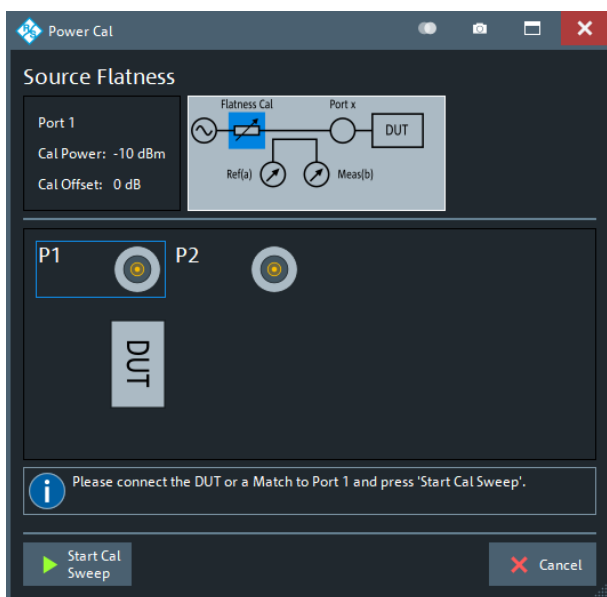 Power Cal
Source Flatness
Port 1
Cal Power: -10 dBm
Cal Offset: 0 dB
Flatness Cal
Port x
DUT
Ref(a)
Meas(b)
P1
P2
DUT
Please connect the DUT or a Match to Port 1 and press 'Start Cal Sweep'.
Start Cal
Sweep
Cancel